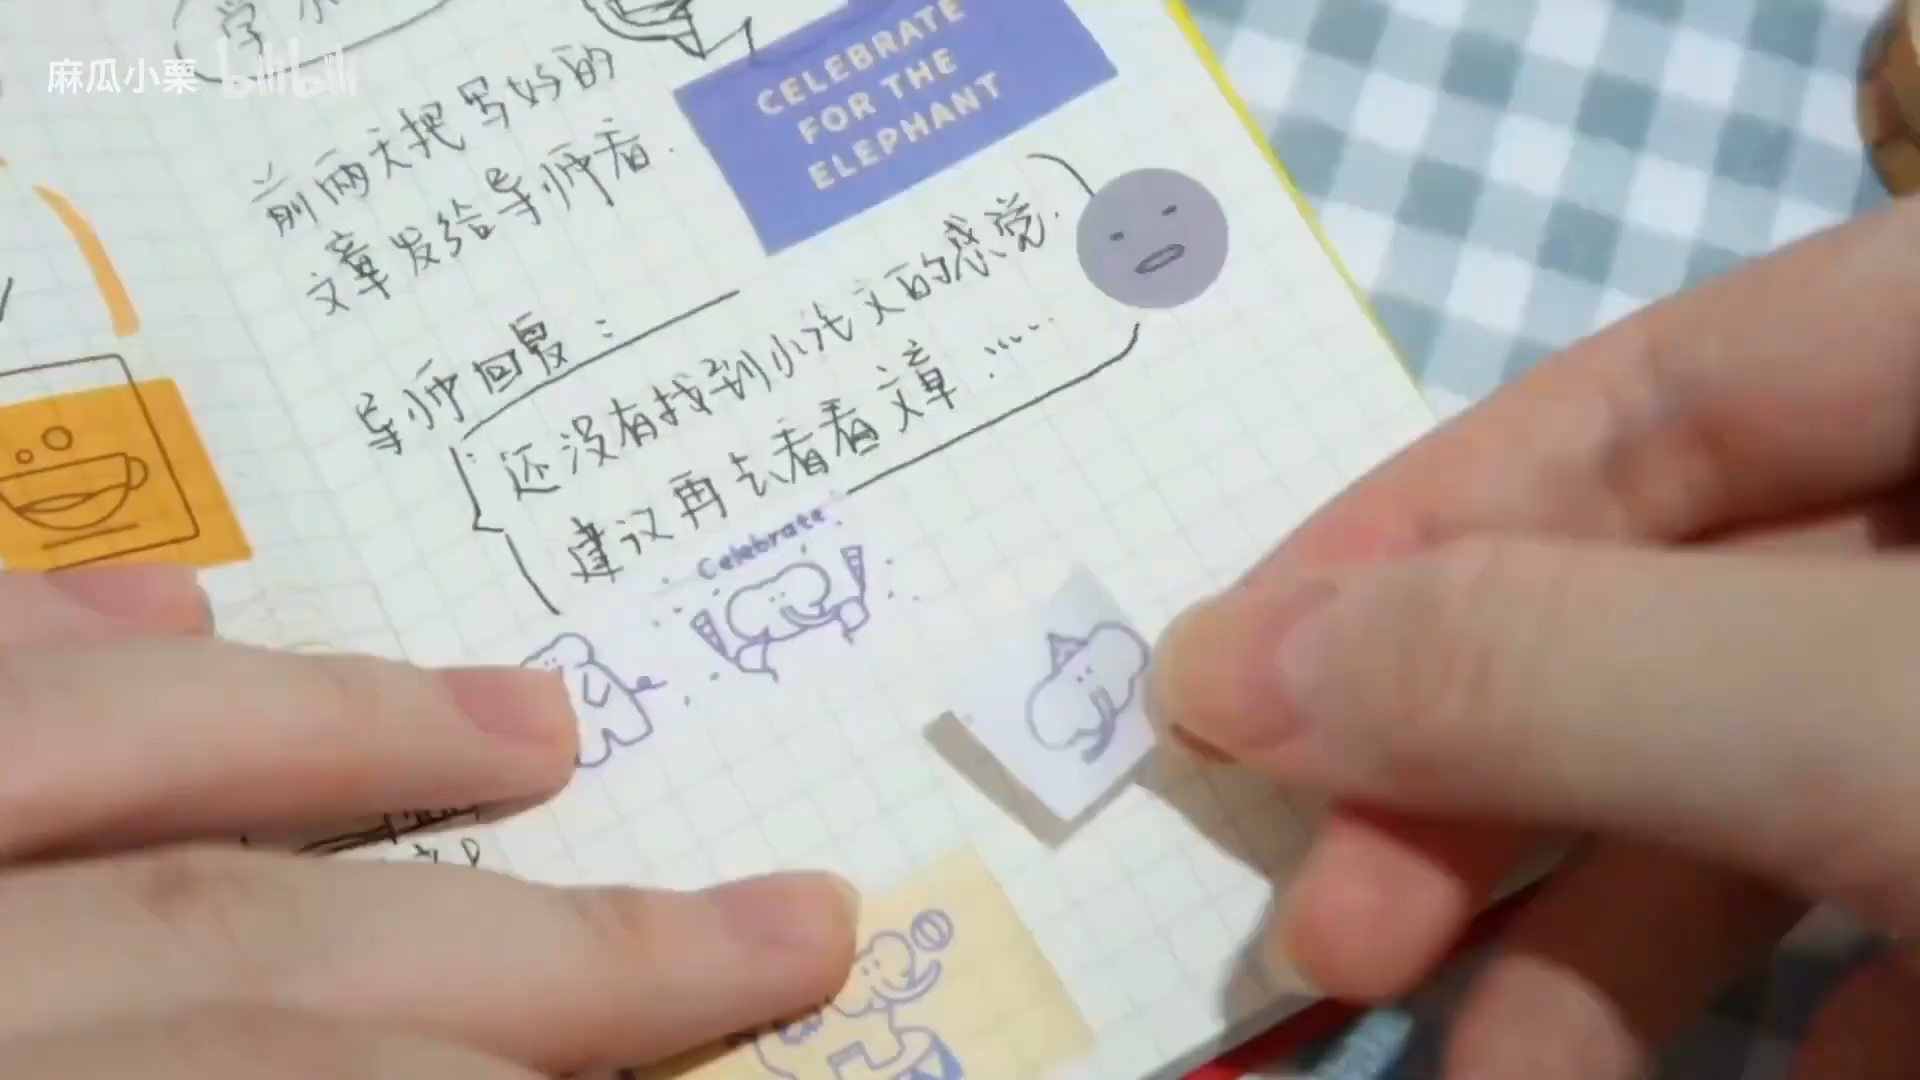 麻瓜小栗 bilibili
学
CELEBRATE
FOR THE
ELEPHANT
前两天把写好的
文章发给导师看.
导师回复:
还没有找到小论文的感觉.
建议再去看看文章……
Celebrate